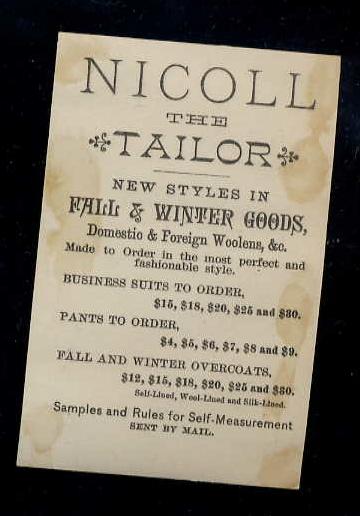 NICOLL
THE
TAILOR
NEW STYLES IN
FALL & WINTER GOODS,
Domestic & Foreign Woolens, &c.
Made to Order in the most perfect and
fashionable style.
BUSINESS SUITS TO ORDER,
$15, $18, $20, $25 and $30.
PANTS TO ORDER,
$4, $5, $6, $7, $8 and $9.
FALL AND WINTER OVERCOATS,
$12, $15, $18, $20, $25 and $30.
Self-Lined, Wool-Lined and Silk-Lined.
Samples and Rules for Self-Measurement
SENT BY MAIL.